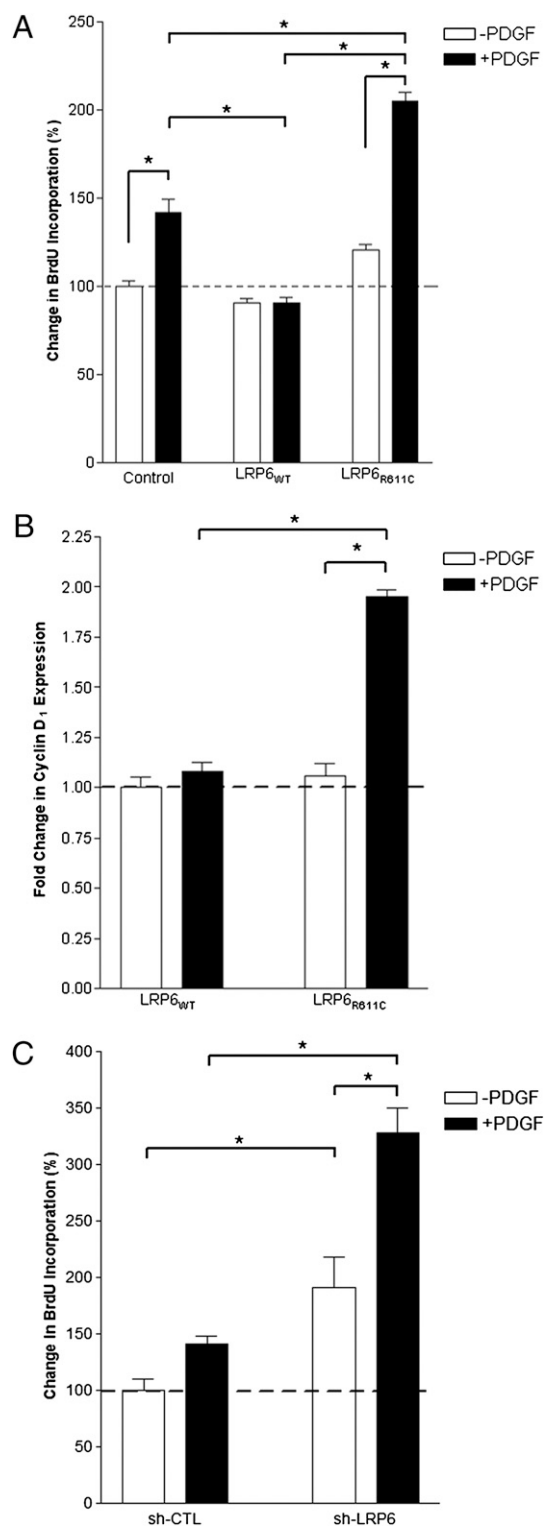 A
-PDGF
+PDGF
Change in BrdU Incorporation (%)
250
200
150
100
50
0
*
*
*
*
*
Control
LRP6WT
LRP6R611C
B
-PDGF
+PDGF
Fold Change in Cyclin D1 Expression
2.25
2.00
1.75
1.50
1.25
1.00
0.75
0.50
0.25
0.00
*
*
LRP6WT
LRP6R611C
C
-PDGF
+PDGF
Change In BrdU Incorporation (%)
400
350
300
250
200
150
100
50
0
*
*
*
sh-CTL
sh-LRP6